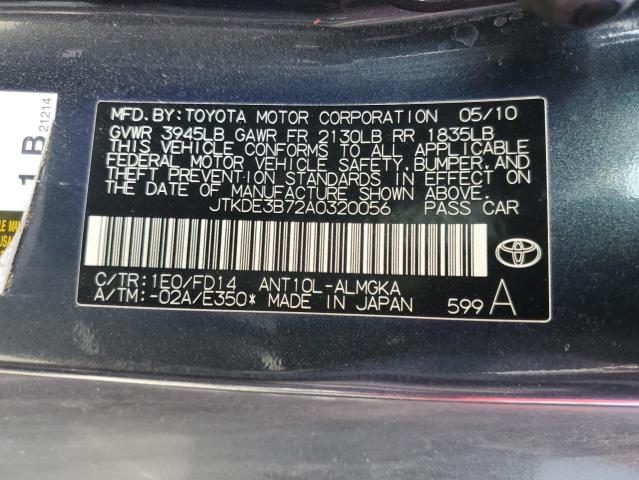 MFD. BY: TOYOTA MOTOR CORPORATION 05/10
GVWR 3945LB GAWR FR 2130LB RR 1835LB
THIS VEHICLE CONFORMS TO ALL APPLICABLE
FEDERAL MOTOR VEHICLE SAFETY, BUMPER, AND
THEFT PREVENTION STANDARDS IN EFFECT ON
THE DATE OF MANUFACTURE SHOWN ABOVE.
JTKDE3B72A0320056 PASS CAR
C/TR: 1E0/FD14 ANT10L-ALMGKA
A/TM: -02A/E350* MADE IN JAPAN 599 A
1 B
21214